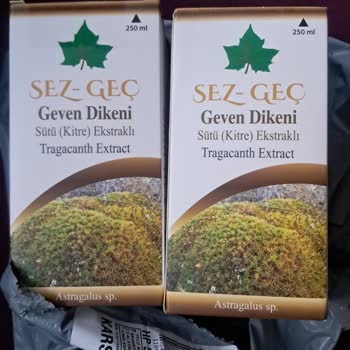 250 ml
SEZ-GEÇ
Geven Dikeni
Sütü (Kitre) Ekstraklı
Tragacanth Extract
Astragalus sp.
250 ml
SEZ-GEÇ
Geven Dikeni
Sütü (Kitre) Ekstraklı
Tragacanth Extract
Astragalus sp.
KARS